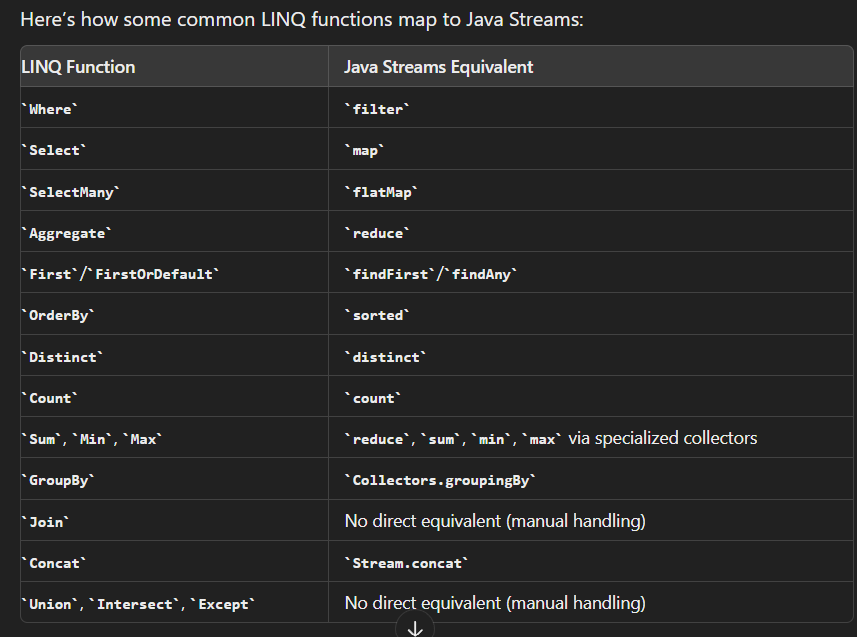 Here’s how some common LINQ functions map to Java Streams:
LINQ Function Java Streams Equivalent
`Where` `filter`
`Select` `map`
`SelectMany` `flatMap`
`Aggregate` `reduce`
`First`/`FirstOrDefault` `findFirst`/`findAny`
`OrderBy` `sorted`
`Distinct` `distinct`
`Count` `count`
`Sum`, `Min`, `Max` `reduce`, `sum`, `min`, `max` via specialized collectors
`GroupBy` `Collectors.groupingBy`
`Join` No direct equivalent (manual handling)
`Concat` `Stream.concat`
`Union`, `Intersect`, `Except` No direct equivalent (manual handling)